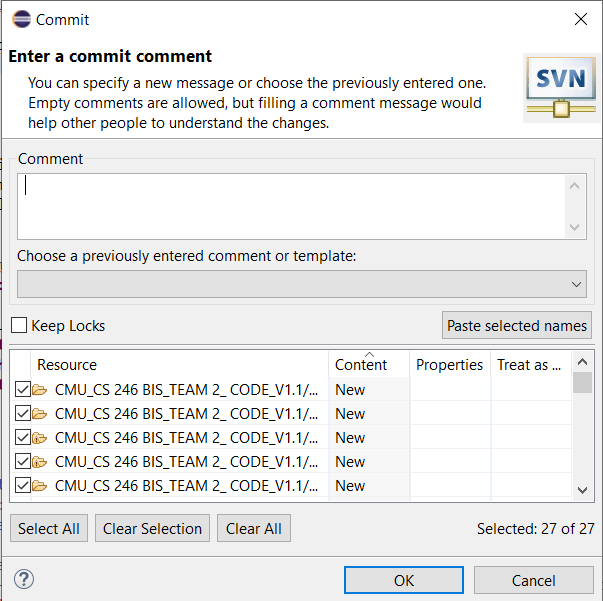 Commit
Enter a commit comment
You can specify a new message or choose the previously entered one.
Empty comments are allowed, but filling a comment message would
help other people to understand the changes.
SVN
Comment
Choose a previously entered comment or template:
Keep Locks
Paste selected names
Resource Content Properties Treat as ...
CMU_CS 246 BIS_TEAM 2_ CODE_V1.1/... New
CMU_CS 246 BIS_TEAM 2_ CODE_V1.1/... New
CMU_CS 246 BIS_TEAM 2_ CODE_V1.1/... New
CMU_CS 246 BIS_TEAM 2_ CODE_V1.1/... New
CMU_CS 246 BIS_TEAM 2_ CODE_V1.1/... New
Select All Clear Selection Clear All Selected: 27 of 27
? OK Cancel